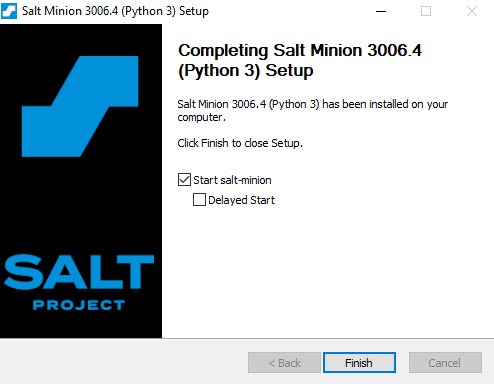 Salt Minion 3006.4 (Python 3) Setup
Completing Salt Minion 3006.4
(Python 3) Setup
Salt Minion 3006.4 (Python 3) has been installed on your
computer.
Click Finish to close Setup.
Start salt-minion
Delayed Start
SALT
PROJECT
< Back
Finish
Cancel